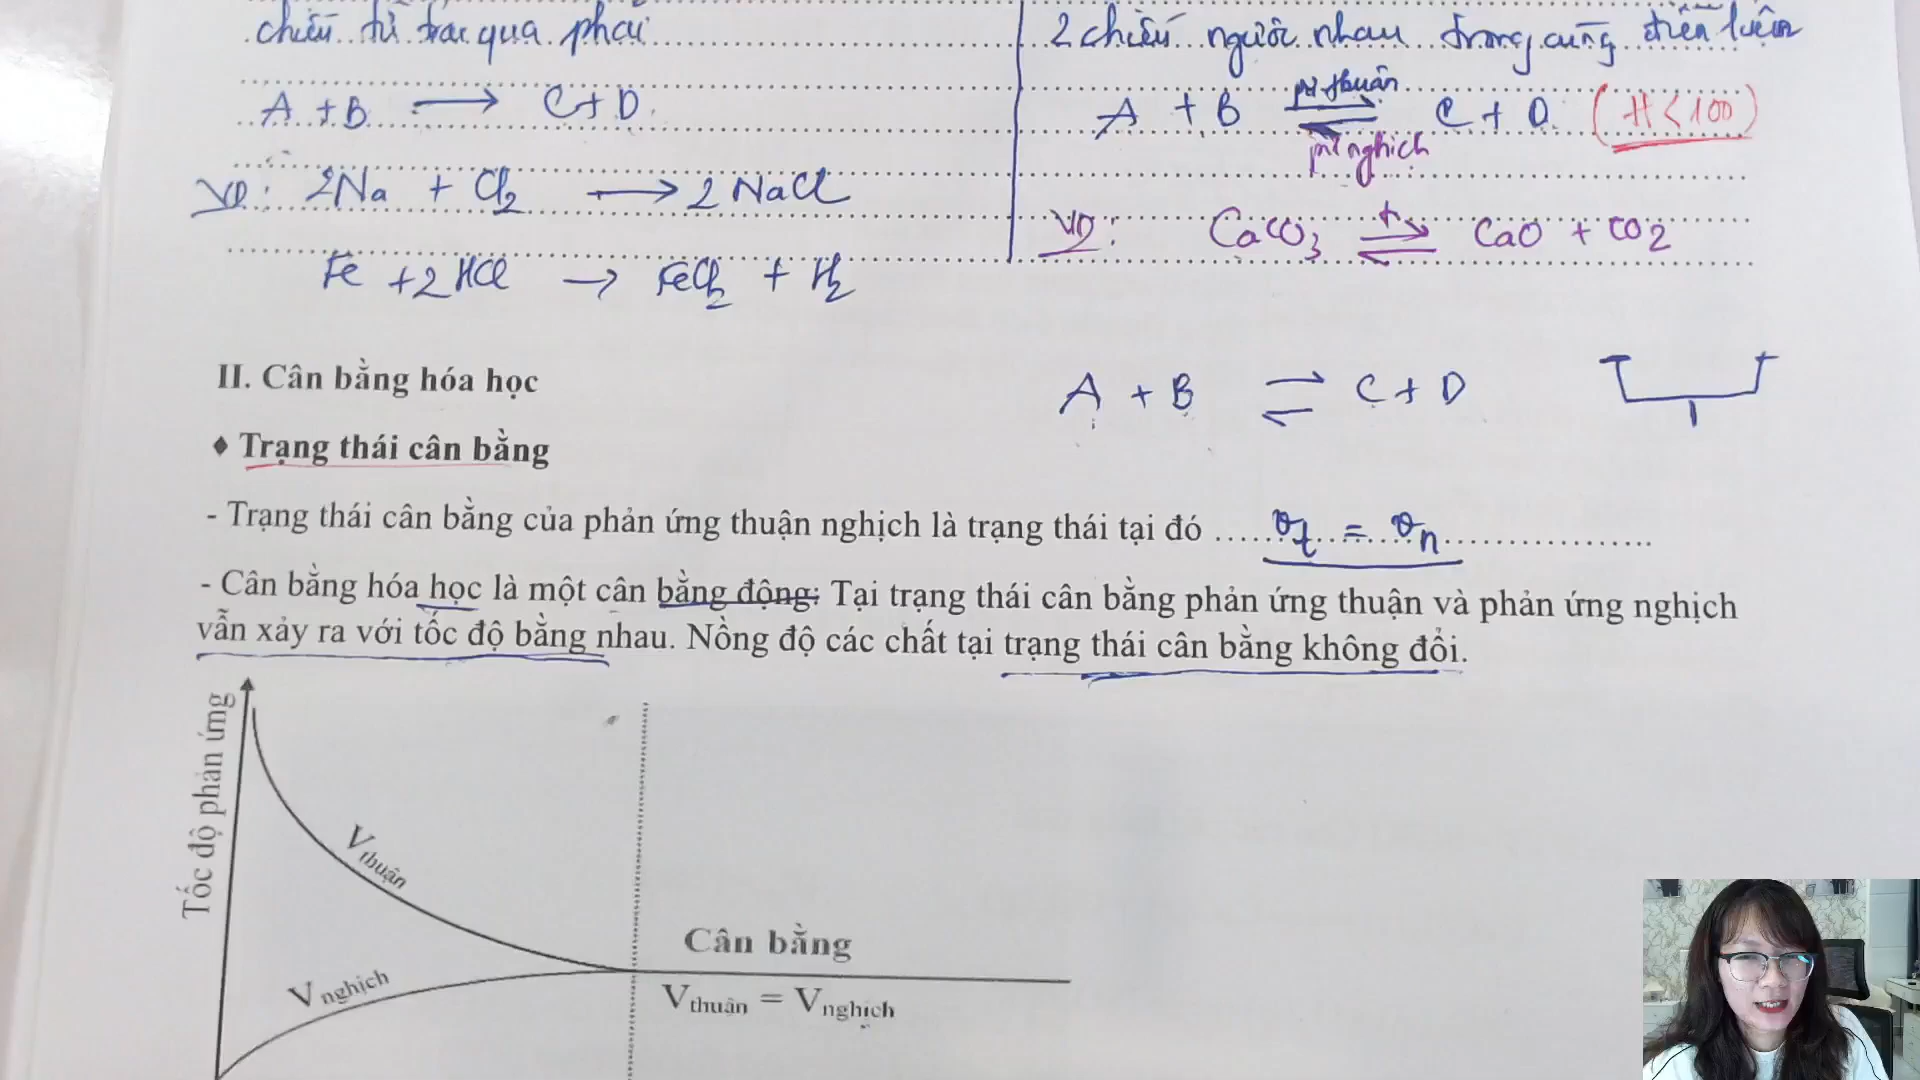 chiều từ trái qua phải
2 chiều ngược nhau trong cùng điều kiện
A + B ⟶ C + D
A + B ⇌ C + D (H < 100)
pư thuận
pư nghịch
VD: 2Na + Cl2 ⟶ 2NaCl
VD: CaCO3 ⇌ CaO + CO2
Fe + 2HCl → FeCl2 + H2
II. Cân bằng hóa học
A + B ⇌ C + D
♦ Trạng thái cân bằng
- Trạng thái cân bằng của phản ứng thuận nghịch là trạng thái tại đó ..... vt = vn .....
- Cân bằng hóa học là một cân bằng động: Tại trạng thái cân bằng phản ứng thuận và phản ứng nghịch
vẫn xảy ra với tốc độ bằng nhau. Nồng độ các chất tại trạng thái cân bằng không đổi.
Tốc độ phản ứng
Vthuận
Vnghịch
Cân bằng
Vthuận = Vnghịch